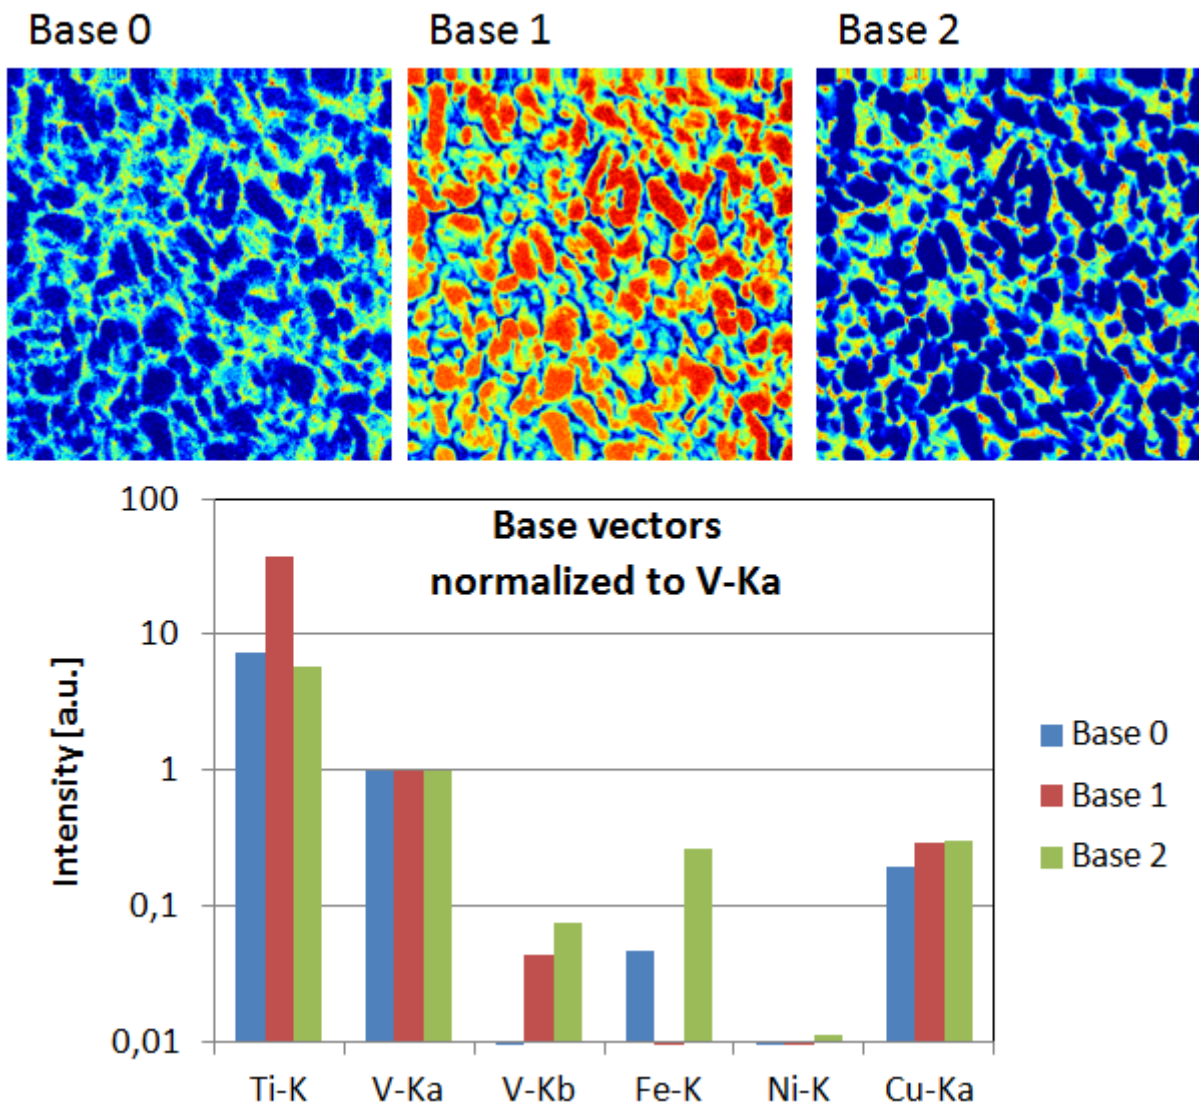 Base 0
Base 1
Base 2
Base vectors
normalized to V-Ka
Intensity [a.u.]
100
10
1
0,1
0,01
Ti-K
V-Ka
V-Kb
Fe-K
Ni-K
Cu-Ka
Base 0
Base 1
Base 2